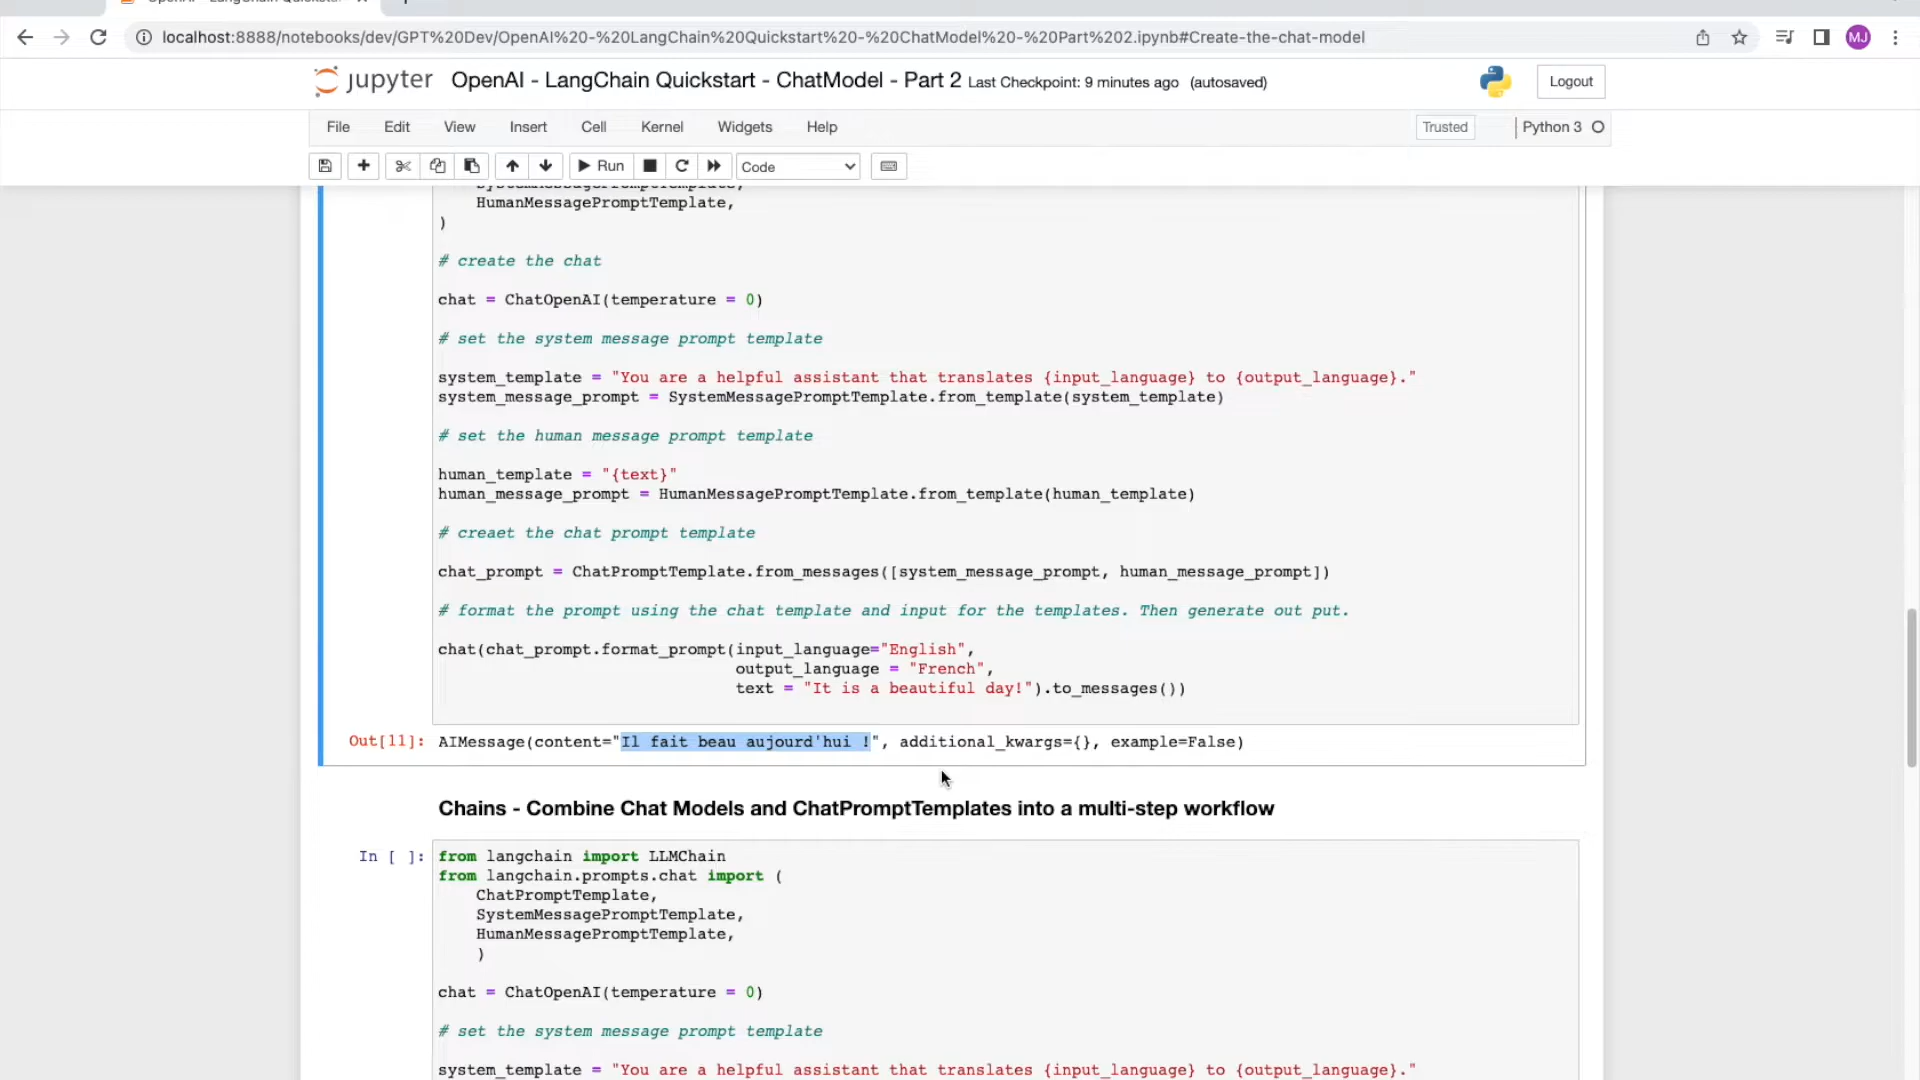 localhost:8888/notebooks/dev/GPT%20Dev/OpenAI%20-%20LangChain%20Quickstart%20-%20ChatModel%20-%20Part%202.ipynb#Create-the-chat-model
MJ
jupyter OpenAI - LangChain Quickstart - ChatModel - Part 2 Last Checkpoint: 9 minutes ago (autosaved)
Logout
File Edit View Insert Cell Kernel Widgets Help
Trusted Python 3
Run Code
SystemMessagePromptTemplate,
HumanMessagePromptTemplate,
)
# create the chat
chat = ChatOpenAI(temperature = 0)
# set the system message prompt template
system_template = "You are a helpful assistant that translates {input_language} to {output_language}."
system_message_prompt = SystemMessagePromptTemplate.from_template(system_template)
# set the human message prompt template
human_template = "{text}"
human_message_prompt = HumanMessagePromptTemplate.from_template(human_template)
# creaet the chat prompt template
chat_prompt = ChatPromptTemplate.from_messages([system_message_prompt, human_message_prompt])
# format the prompt using the chat template and input for the templates. Then generate out put.
chat(chat_prompt.format_prompt(input_language="English",
output_language = "French",
text = "It is a beautiful day!").to_messages())
Out[11]: AIMessage(content="Il fait beau aujourd'hui !", additional_kwargs={}, example=False)
Chains - Combine Chat Models and ChatPromptTemplates into a multi-step workflow
In [ ]: from langchain import LLMChain
from langchain.prompts.chat import (
ChatPromptTemplate,
SystemMessagePromptTemplate,
HumanMessagePromptTemplate,
)
chat = ChatOpenAI(temperature = 0)
# set the system message prompt template
system_template = "You are a helpful assistant that translates {input_language} to {output_language}."